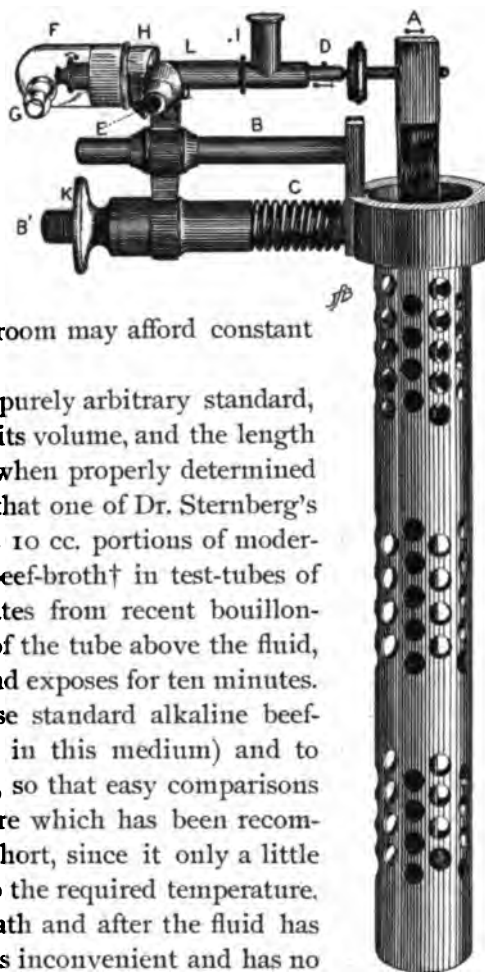 A
F
H
L
I
D
G
E
B
K
C
B'
room may afford constant
purely arbitrary standard,
its volume, and the length
when properly determined
that one of Dr. Sternberg's
10 cc. portions of moder-
eef-broth† in test-tubes of
tes from recent bouillon-
of the tube above the fluid,
d exposes for ten minutes.
se standard alkaline beef-
in this medium) and to
, so that easy comparisons
re which has been recom-
hort, since it only a little
o the required temperature.
ath and after the fluid has
s inconvenient and has no